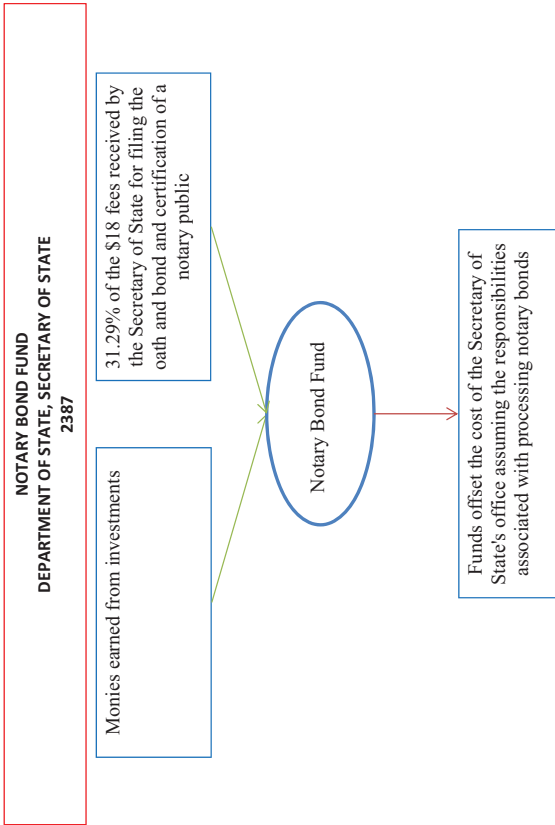 NOTARY BOND FUND
DEPARTMENT OF STATE, SECRETARY OF STATE
2387
Monies earned from investments
31.29% of the $18 fees received by
the Secretary of State for filing the
oath and bond and certification of a
notary public
Notary Bond Fund
Funds offset the cost of the Secretary of
State's office assuming the responsibilities
associated with processing notary bonds